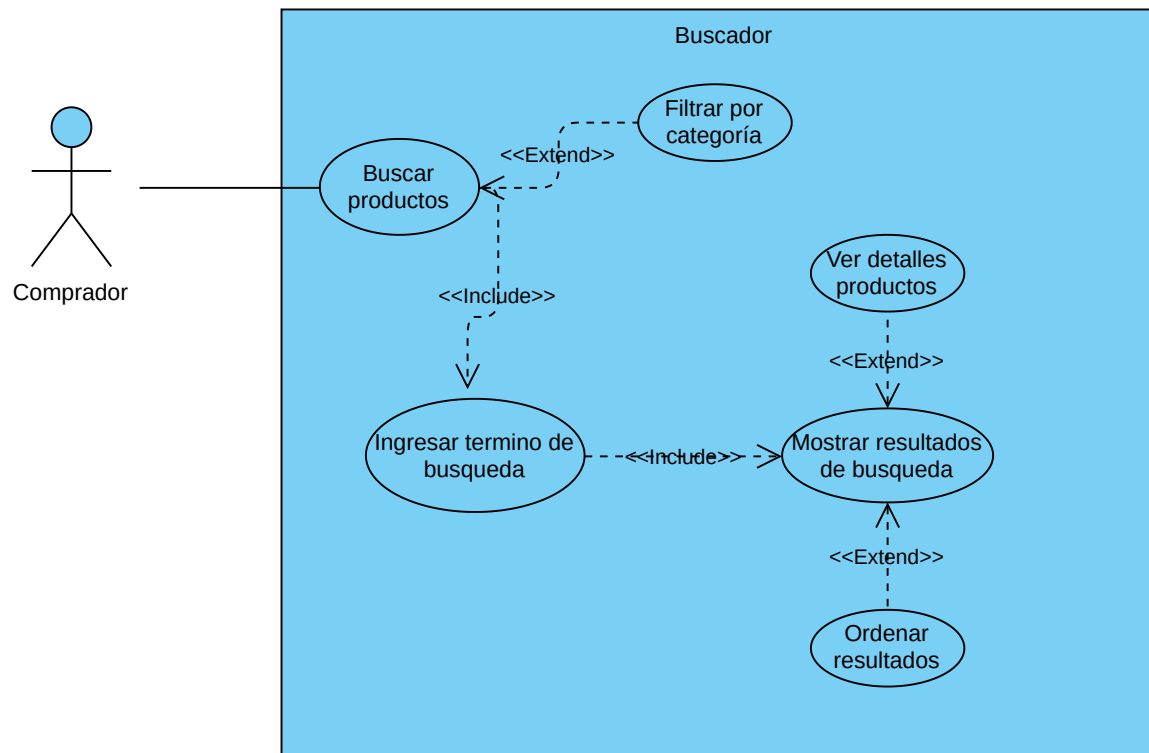 Buscador
Filtrar por
categoría
<<Extend>>
Buscar
productos
Comprador
Ver detalles
productos
<<Include>>
<<Extend>>
Ingresar termino de
busqueda
<<Include>>
Mostrar resultados
de busqueda
<<Extend>>
Ordenar
resultados